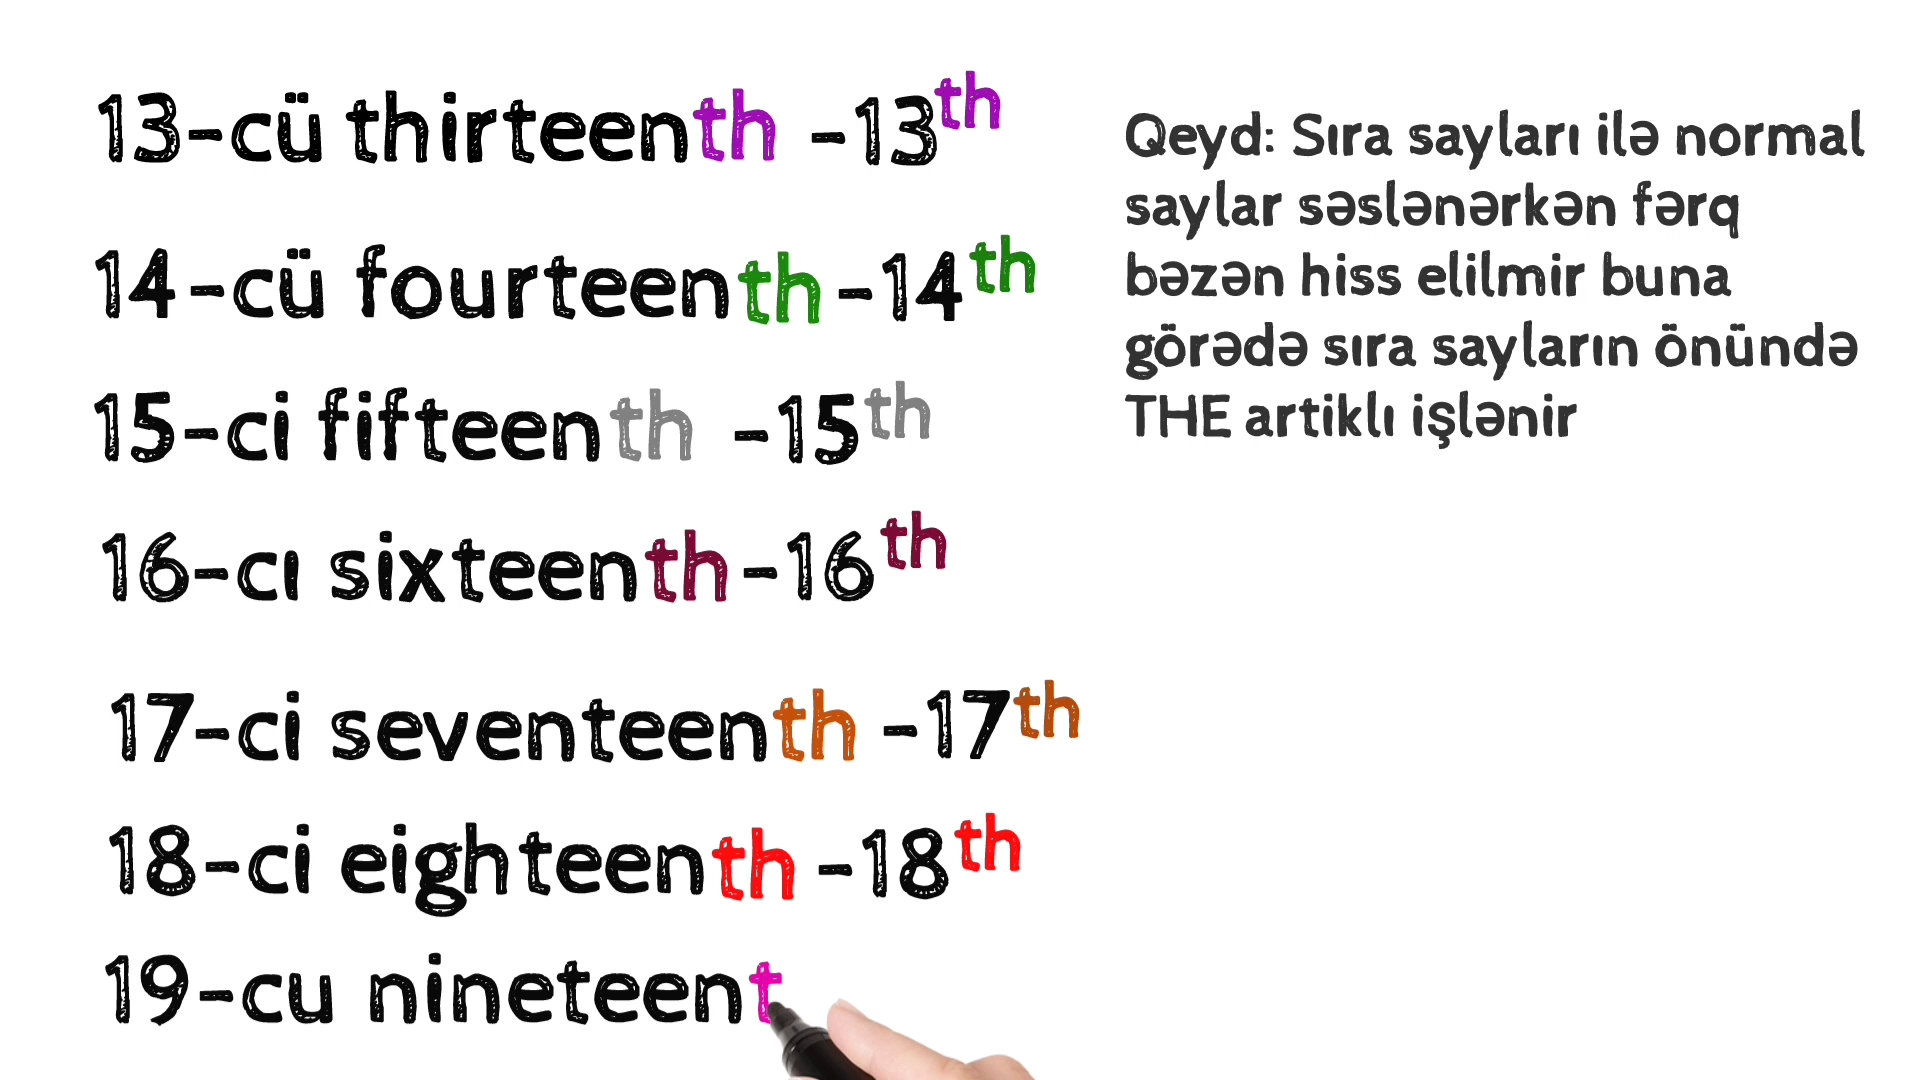 13-cü thirteenth -13th
14-cü fourteenth -14th
15-ci fifteenth -15th
16-cı sixteenth -16th
17-ci seventeenth -17th
18-ci eighteenth -18th
19-cu nineteent
Qeyd: Sıra sayları ilə normal
saylar səslənərkən fərq
bəzən hiss elilmir buna
görədə sıra sayların önündə
THE artiklı işlənir